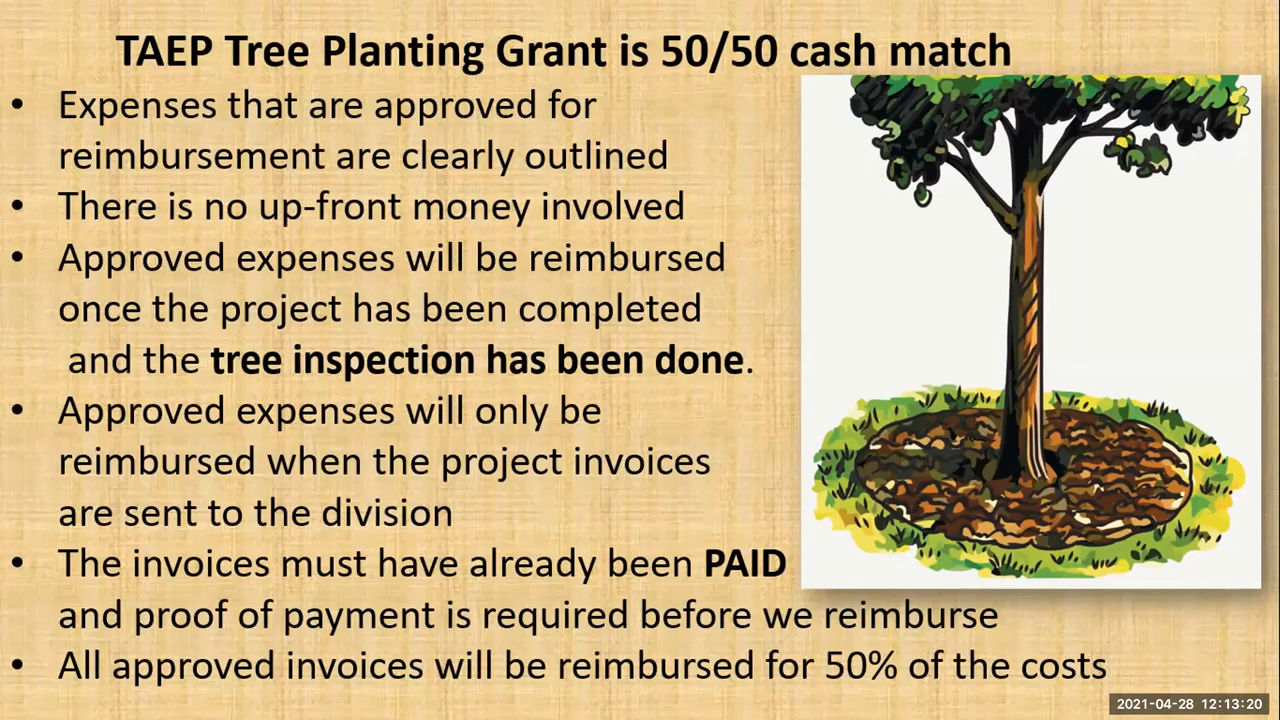 TAEP Tree Planting Grant is 50/50 cash match
• Expenses that are approved for
reimbursement are clearly outlined
• There is no up-front money involved
• Approved expenses will be reimbursed
once the project has been completed
and the tree inspection has been done.
• Approved expenses will only be
reimbursed when the project invoices
are sent to the division
• The invoices must have already been PAID
and proof of payment is required before we reimburse
• All approved invoices will be reimbursed for 50% of the costs
2021-04-28 12:13:20